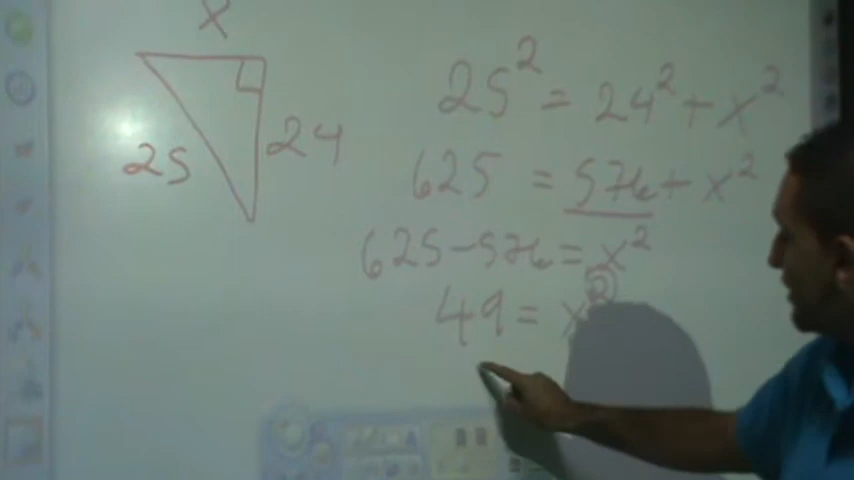 x
25
24
25² = 24² + x²
625 = 576 + x²
625 - 576 = x²
49 = x²